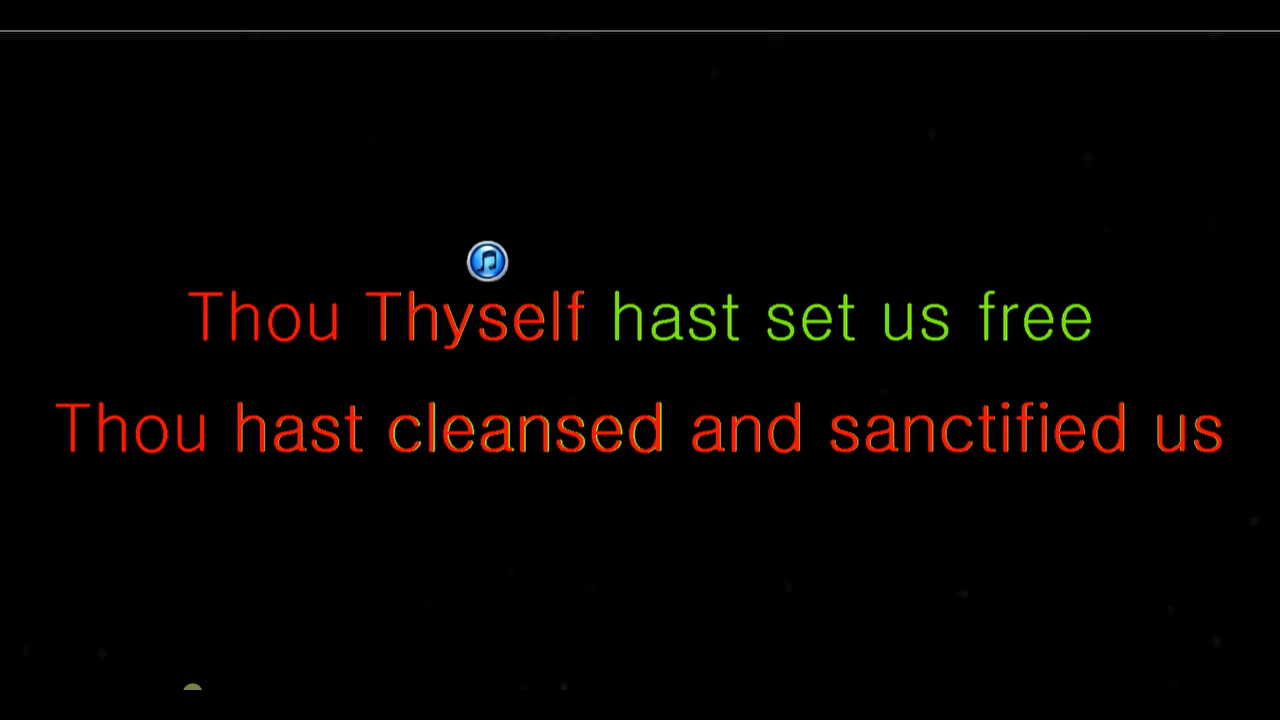 Thou Thyself hast set us free
Thou hast cleansed and sanctified us